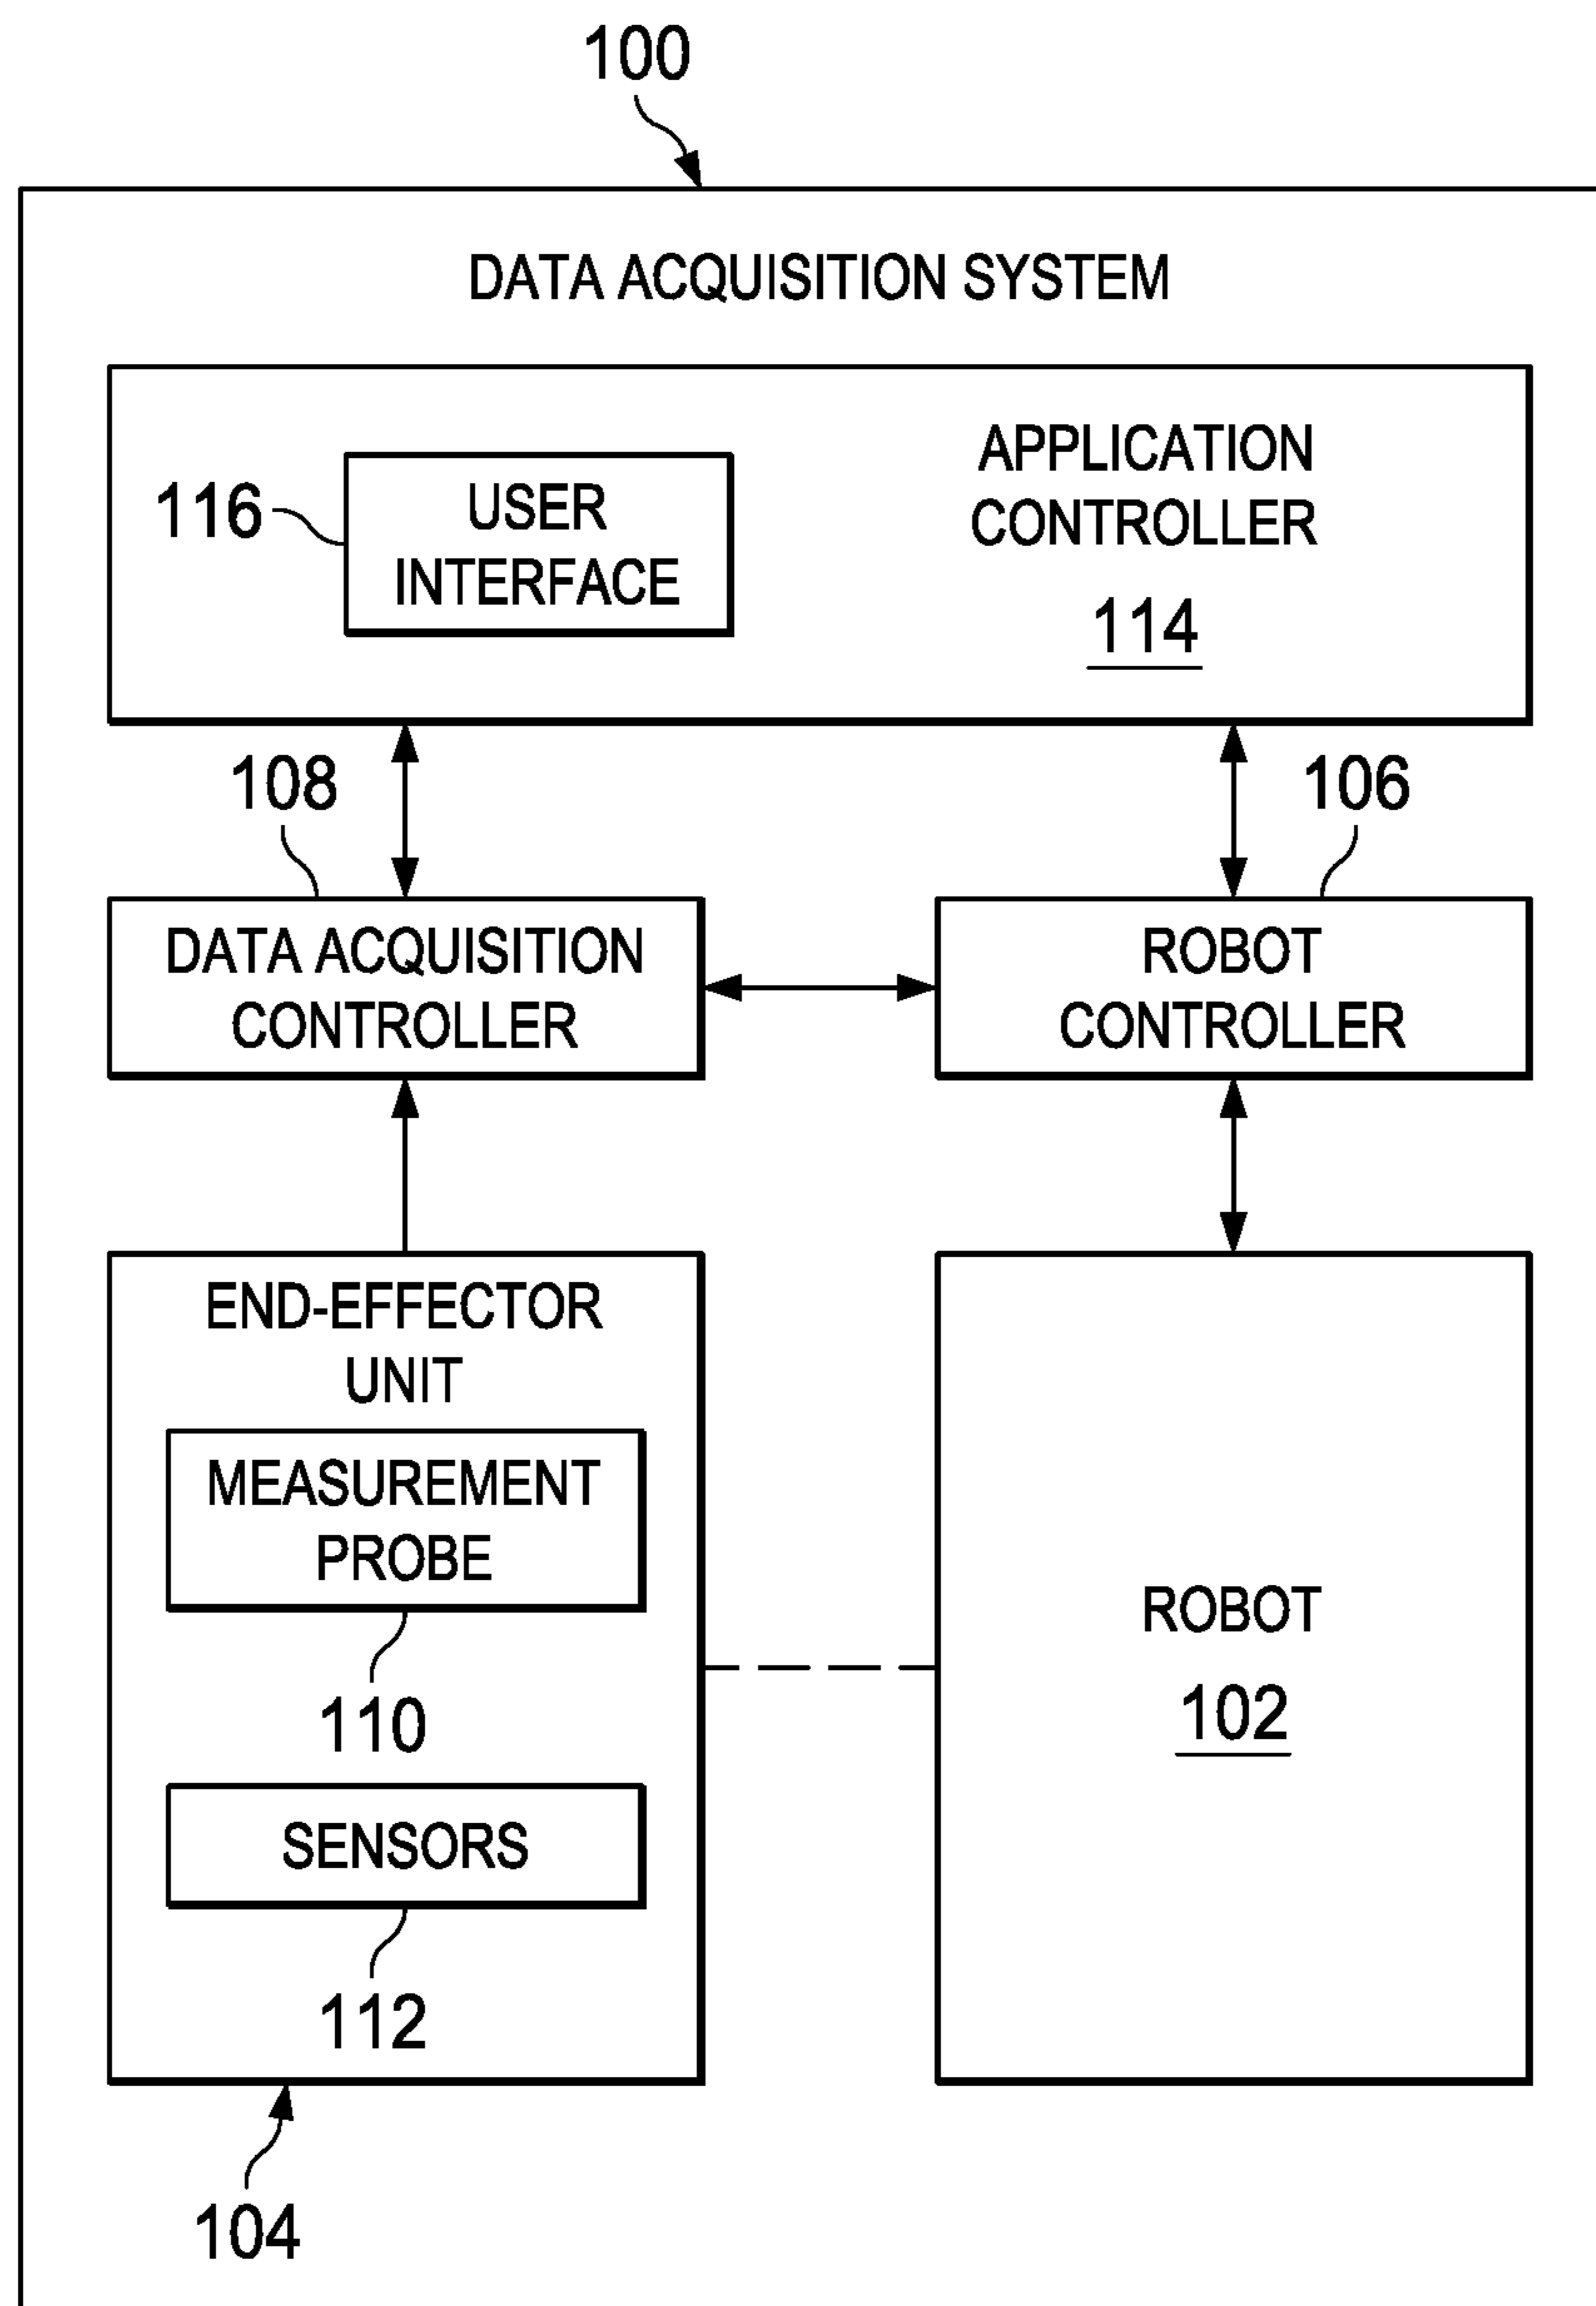 100
DATA ACQUISITION SYSTEM
APPLICATION
CONTROLLER
114
116
USER
INTERFACE
108
106
DATA ACQUISITION
CONTROLLER
ROBOT
CONTROLLER
END-EFFECTOR
UNIT
MEASUREMENT
PROBE
110
SENSORS
112
104
ROBOT
102